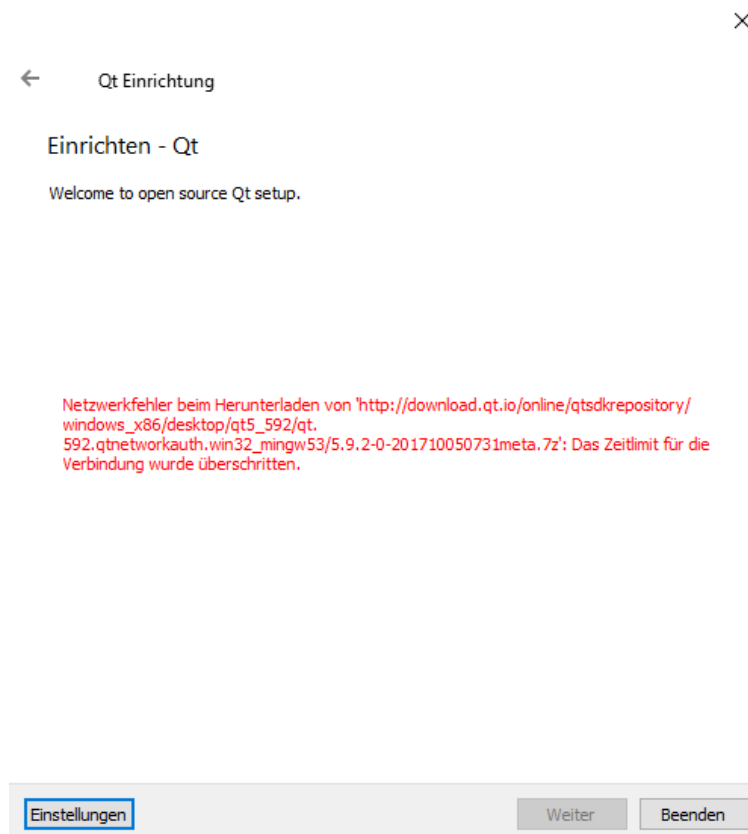 Qt Einrichtung
Einrichten - Qt
Welcome to open source Qt setup.
Netzwerkfehler beim Herunterladen von 'http://download.qt.io/online/qtsdkrepository/
windows_x86/desktop/qt5_592/qt.
592.qtnetworkauth.win32_mingw53/5.9.2-0-201710050731meta.7z': Das Zeitlimit für die
Verbindung wurde überschritten.
Einstellungen
Weiter
Beenden